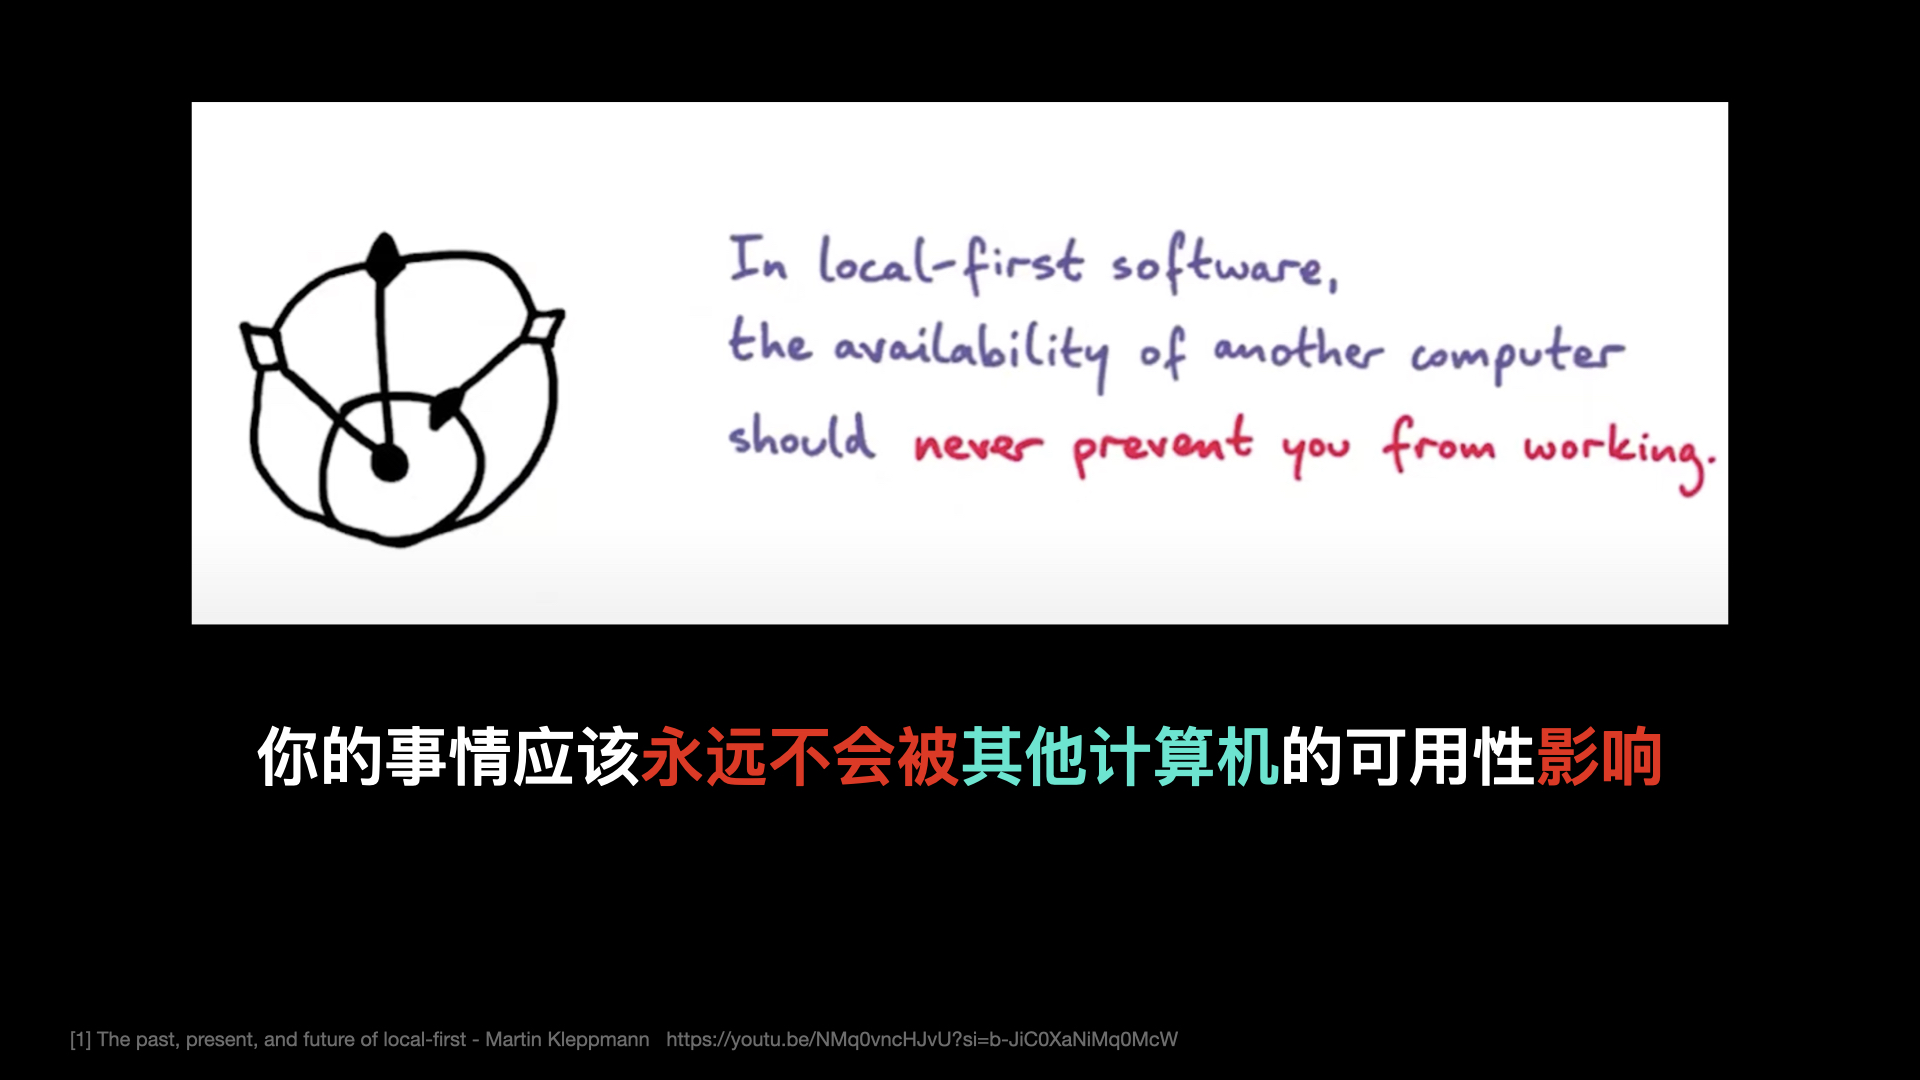 In local-first software,
the availability of another computer
should never prevent you from working.
你的事情应该永远不会被其他计算机的可用性影响
[1] The past, present, and future of local-first - Martin Kleppmann https://youtu.be/NMq0vncHJvU?si=b-JiC0XaNiMq0McW